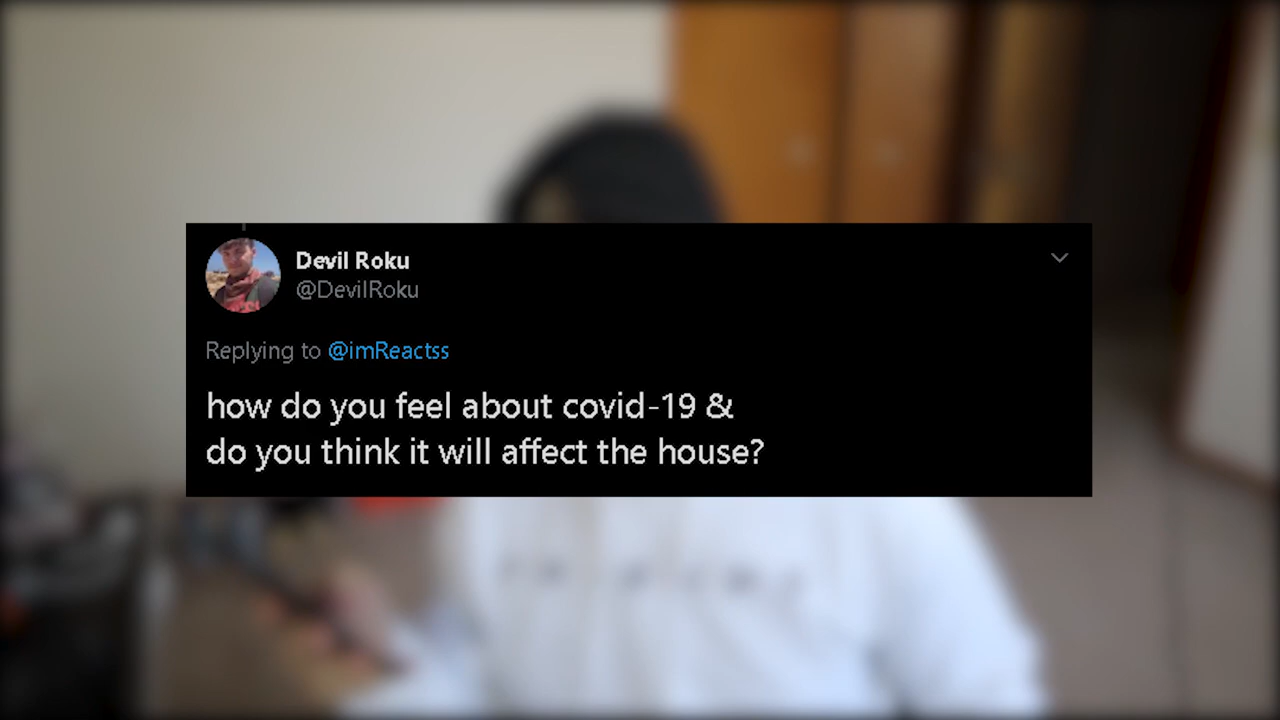 Devil Roku
@DevilRoku
Replying to @imReactss
how do you feel about covid-19 &
do you think it will affect the house?